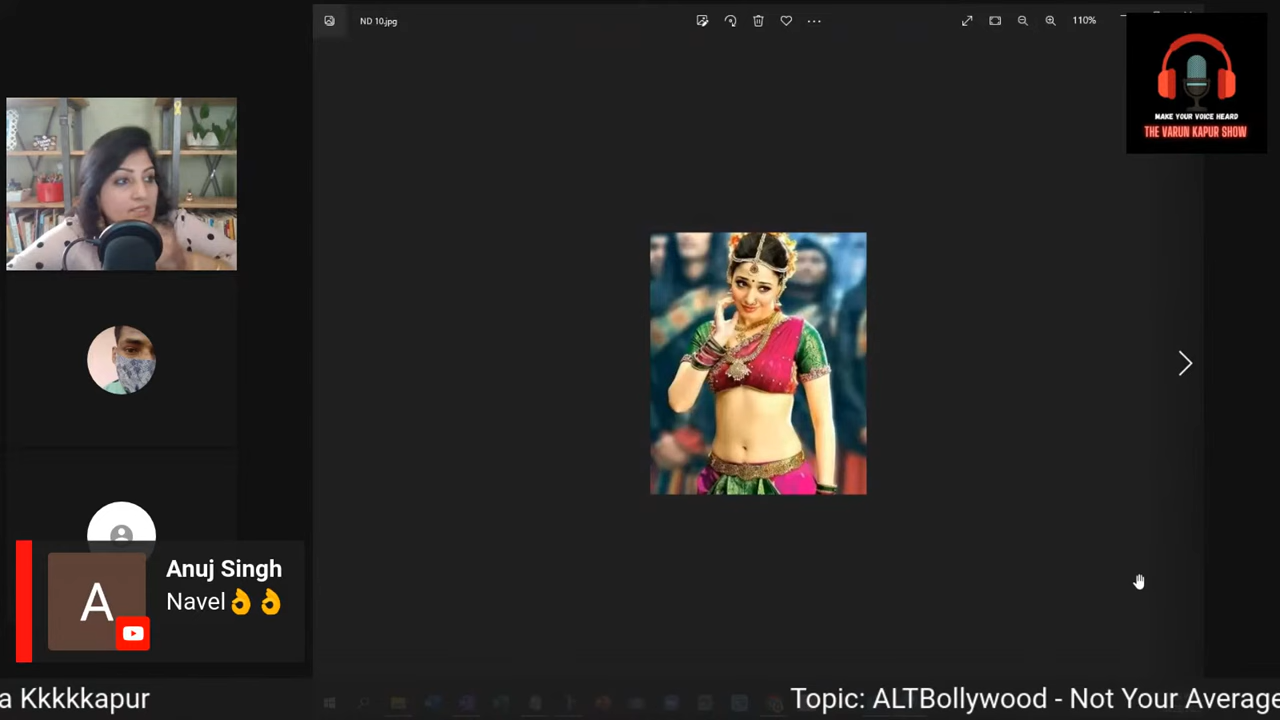 ND 10.jpg
110%
MAKE YOUR VOICE HEARD
THE VARUN KAPUR SHOW
A
Anuj Singh
Navel👌👌
a Kkkkkapur
Topic: ALTBollywood - Not Your Average